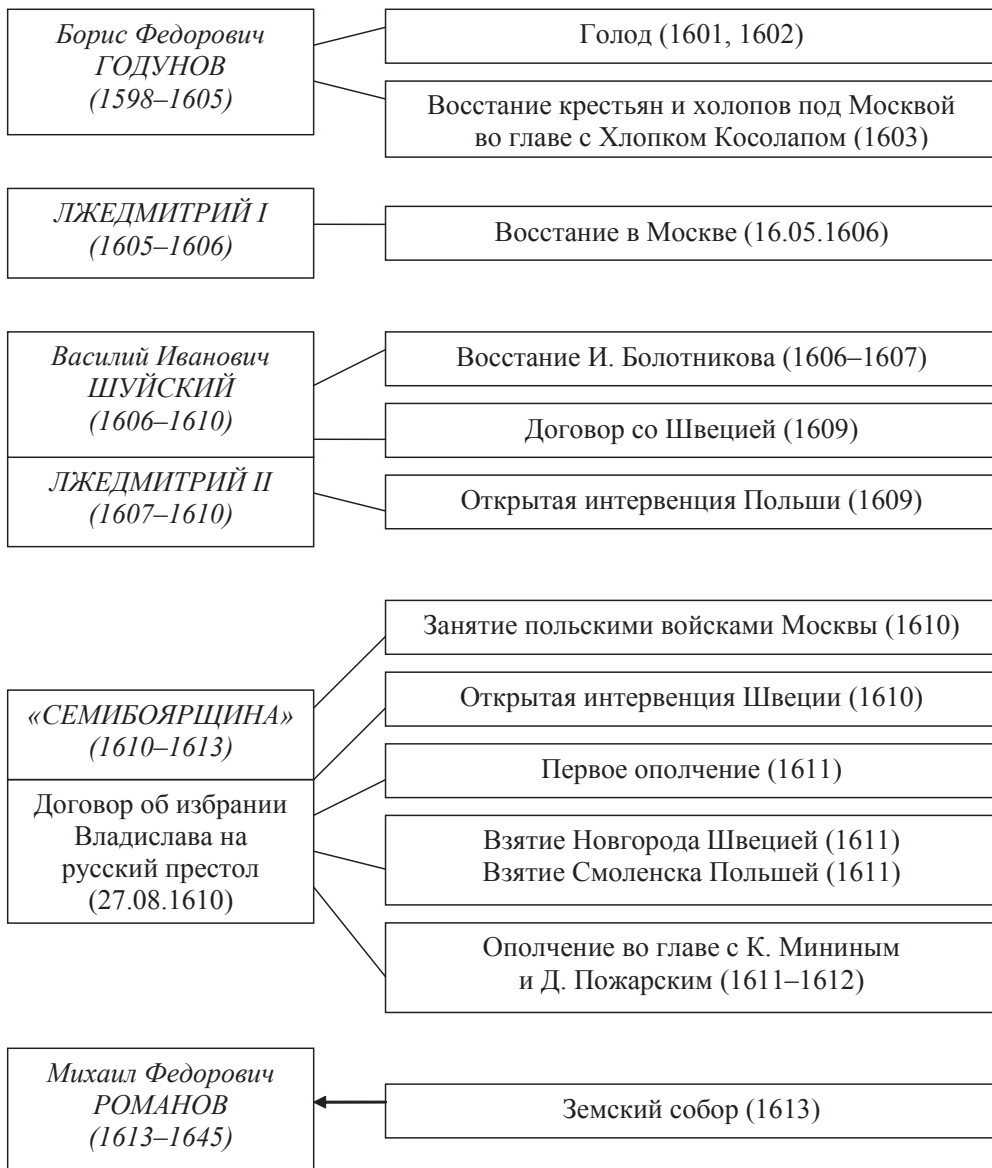 Борис Федорович
ГОДУНОВ
(1598–1605)
Голод (1601, 1602)
Восстание крестьян и холопов под Москвой
во главе с Хлопком Косолапом (1603)
ЛЖЕДМИТРИЙ I
(1605–1606)
Восстание в Москве (16.05.1606)
Василий Иванович
ШУЙСКИЙ
(1606–1610)
ЛЖЕДМИТРИЙ II
(1607–1610)
Восстание И. Болотникова (1606–1607)
Договор со Швецией (1609)
Открытая интервенция Польши (1609)
«СЕМИБОЯРЩИНА»
(1610–1613)
Договор об избрании
Владислава на
русский престол
(27.08.1610)
Занятие польскими войсками Москвы (1610)
Открытая интервенция Швеции (1610)
Первое ополчение (1611)
Взятие Новгорода Швецией (1611)
Взятие Смоленска Польшей (1611)
Ополчение во главе с К. Мининым
и Д. Пожарским (1611–1612)
Михаил Федорович
РОМАНОВ
(1613–1645)
Земский собор (1613)